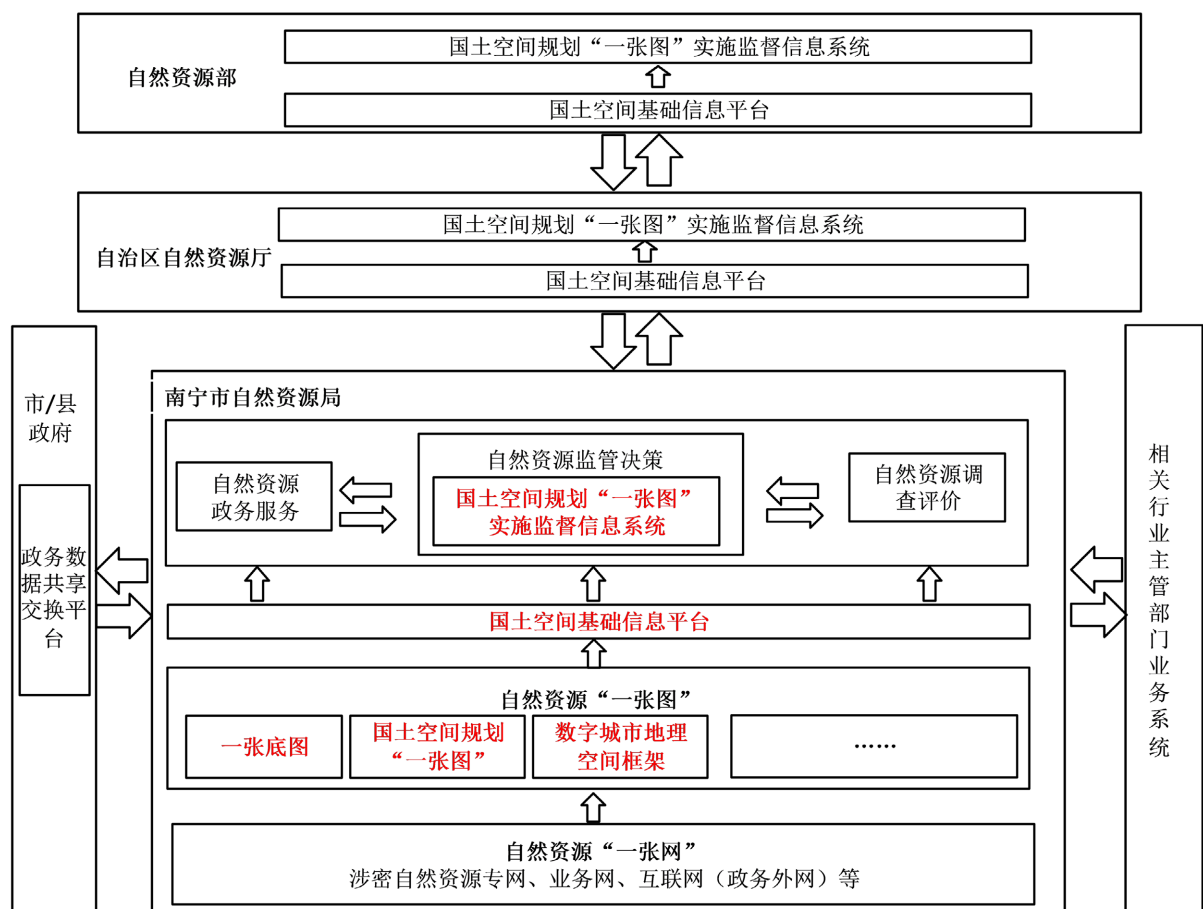 国土空间规划“一张图”实施监督信息系统
自然资源部
国土空间基础信息平台
国土空间规划“一张图”实施监督信息系统
自治区自然资源厅
国土空间基础信息平台
市/县
政府
政务数
据共享
交换平
台
南宁市自然资源局
自然资源
政务服务
自然资源监管决策
国土空间规划“一张图”
实施监督信息系统
自然资源调
查评价
国土空间基础信息平台
自然资源“一张图”
一张底图
国土空间规划
“一张图”
数字城市地理
空间框架
……
自然资源“一张网”
涉密自然资源专网、业务网、互联网（政务外网）等
相关行业主管部门业务系统